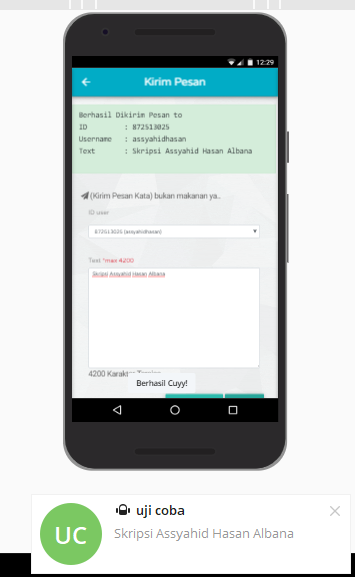 12:29
Kirim Pesan
Berhasil Dikirim Pesan to
ID : 872513025
Username : assyahidhasan
Text : Skripsi Assyahid Hasan Albana
(Kirim Pesan Kata) bukan makanan ya..
ID user
872513025 (assyahidhasan)
Text *max 4200
Skripsi Assyahid Hasan Albana
4200 Karakter
Berhasil Cuyy!
UC
uji coba
Skripsi Assyahid Hasan Albana